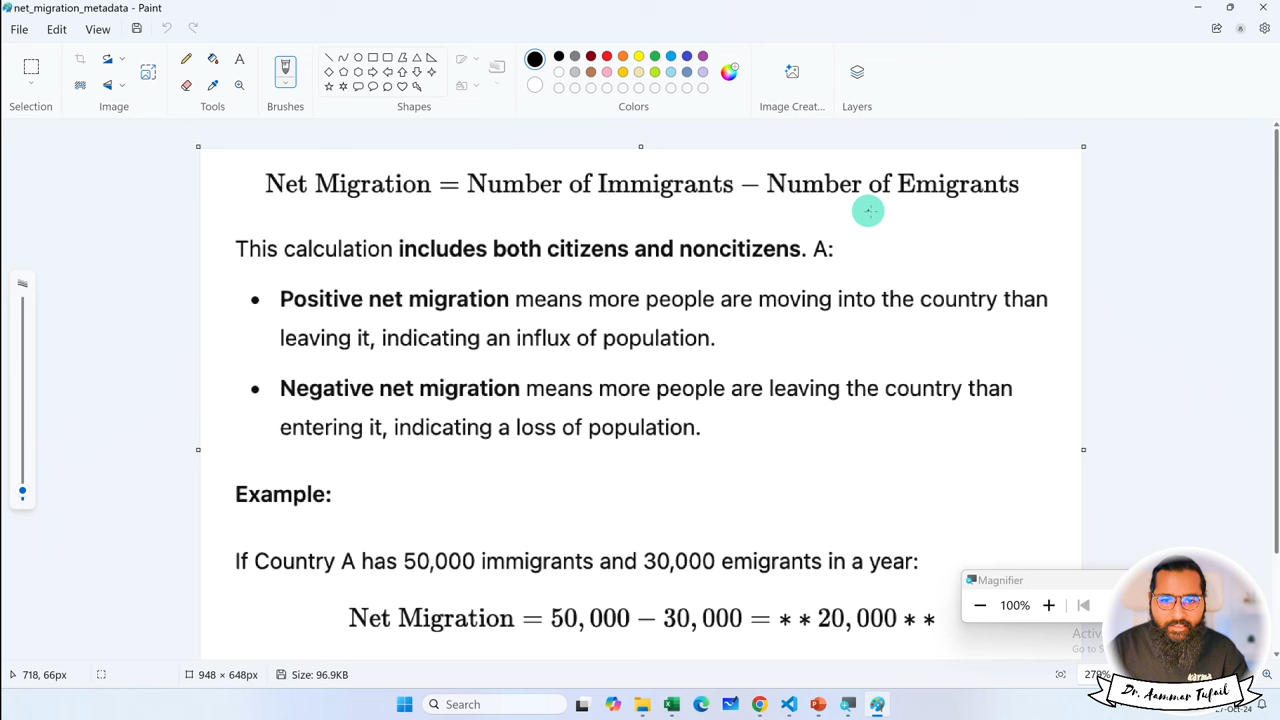 net_migration_metadata - Paint
File Edit View
Selection Image Tools Brushes Shapes Colors Image Creat... Layers
Net Migration = Number of Immigrants − Number of Emigrants
This calculation includes both citizens and noncitizens. A:
• Positive net migration means more people are moving into the country than
leaving it, indicating an influx of population.
• Negative net migration means more people are leaving the country than
entering it, indicating a loss of population.
Example:
If Country A has 50,000 immigrants and 30,000 emigrants in a year:
Net Migration = 50,000 − 30,000 = ∗∗ 20,000 ∗∗
Magnifier
100%
Activ
Go to S
718, 66px 948 × 648px Size: 96.9KB
Search
Dr. Aammar Tufail